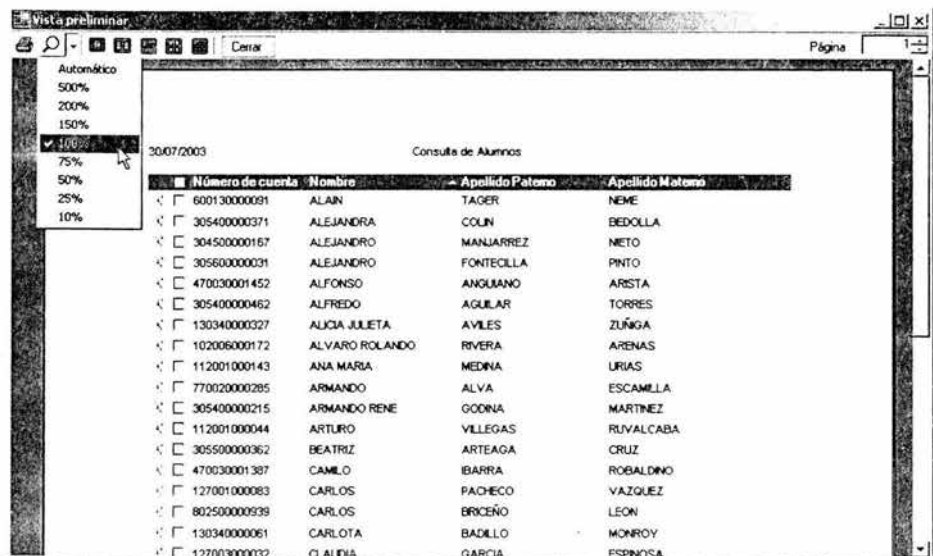 Vista preliminar
Cerrar
Página 1
Automático
500%
200%
150%
100%
75%
50%
25%
10%
30/07/2003 Consulta de Alumnos
Número de cuenta Nombre Apellido Paterno Apellido Materno
600130000091 ALAIN TAGER NEME
305400000371 ALEJANDRA COLIN BEDOLLA
304500000167 ALEJANDRO MANJARREZ NIETO
305600000031 ALEJANDRO FONTECILLA PINTO
470030001452 ALFONSO ANGUIANO ARISTA
305400000462 ALFREDO AGUILAR TORRES
130340000327 ALICIA JULIETA AVILES ZUÑIGA
102006000172 ALVARO ROLANDO RIVERA ARENAS
112001000143 ANA MARIA MEDINA URIAS
770020000285 ARMANDO ALVA ESCAMILLA
305400000215 ARMANDO RENE GODINA MARTINEZ
112001000044 ARTURO VILLEGAS RUVALCABA
305500000362 BEATRIZ ARTEAGA CRUZ
470030001387 CAMILO IBARRA ROBALDINO
127001000083 CARLOS PACHECO VAZQUEZ
802500000939 CARLOS BRICEÑO LEON
130340000061 CARLOTA BADILLO MONROY
127003000032 CLAUDIA GARCIA ESPINOSA